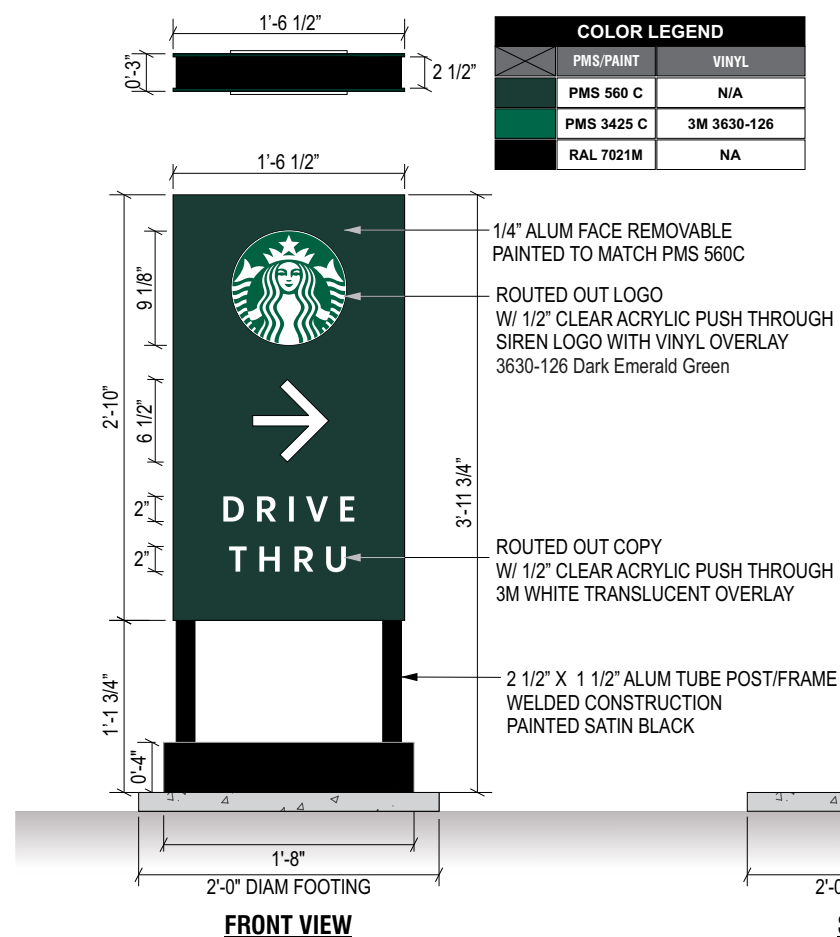 1'-6 1/2”
0'-3”
2 1/2”
COLOR LEGEND
PMS/PAINT VINYL
PMS 560 C N/A
PMS 3425 C 3M 3630-126
RAL 7021M NA
1'-6 1/2”
1/4” ALUM FACE REMOVABLE
PAINTED TO MATCH PMS 560C
9 1/8”
ROUTED OUT LOGO
W/ 1/2” CLEAR ACRYLIC PUSH THROUGH
SIREN LOGO WITH VINYL OVERLAY
3630-126 Dark Emerald Green
2'-10”
6 1/2”
3'-11 3/4”
2”
DRIVE
2”
THRU
ROUTED OUT COPY
W/ 1/2” CLEAR ACRYLIC PUSH THROUGH
3M WHITE TRANSLUCENT OVERLAY
1'-1 3/4”
2 1/2” X 1 1/2” ALUM TUBE POST/FRAME
WELDED CONSTRUCTION
PAINTED SATIN BLACK
0'-4”
1'-8"
2'-0" DIAM FOOTING
2'-0
FRONT VIEW
S